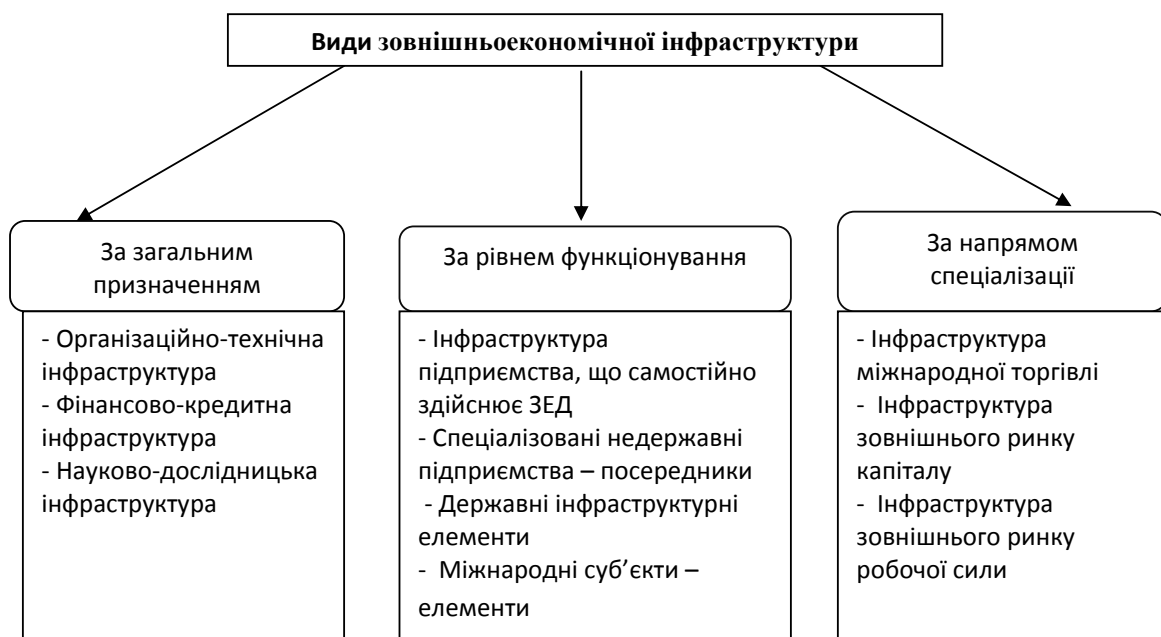 Види зовнішньоекономічної інфраструктури
За загальним
призначенням
- Організаційно-технічна
інфраструктура
- Фінансово-кредитна
інфраструктура
- Науково-дослідницька
інфраструктура
За рівнем функціонування
- Інфраструктура
підприємства, що самостійно
здійснює ЗЕД
- Спеціалізовані недержавні
підприємства – посередники
- Державні інфраструктурні
елементи
- Міжнародні суб’єкти –
елементи
За напрямом
спеціалізації
- Інфраструктура
міжнародної торгівлі
- Інфраструктура
зовнішнього ринку
капіталу
- Інфраструктура
зовнішнього ринку
робочої сили